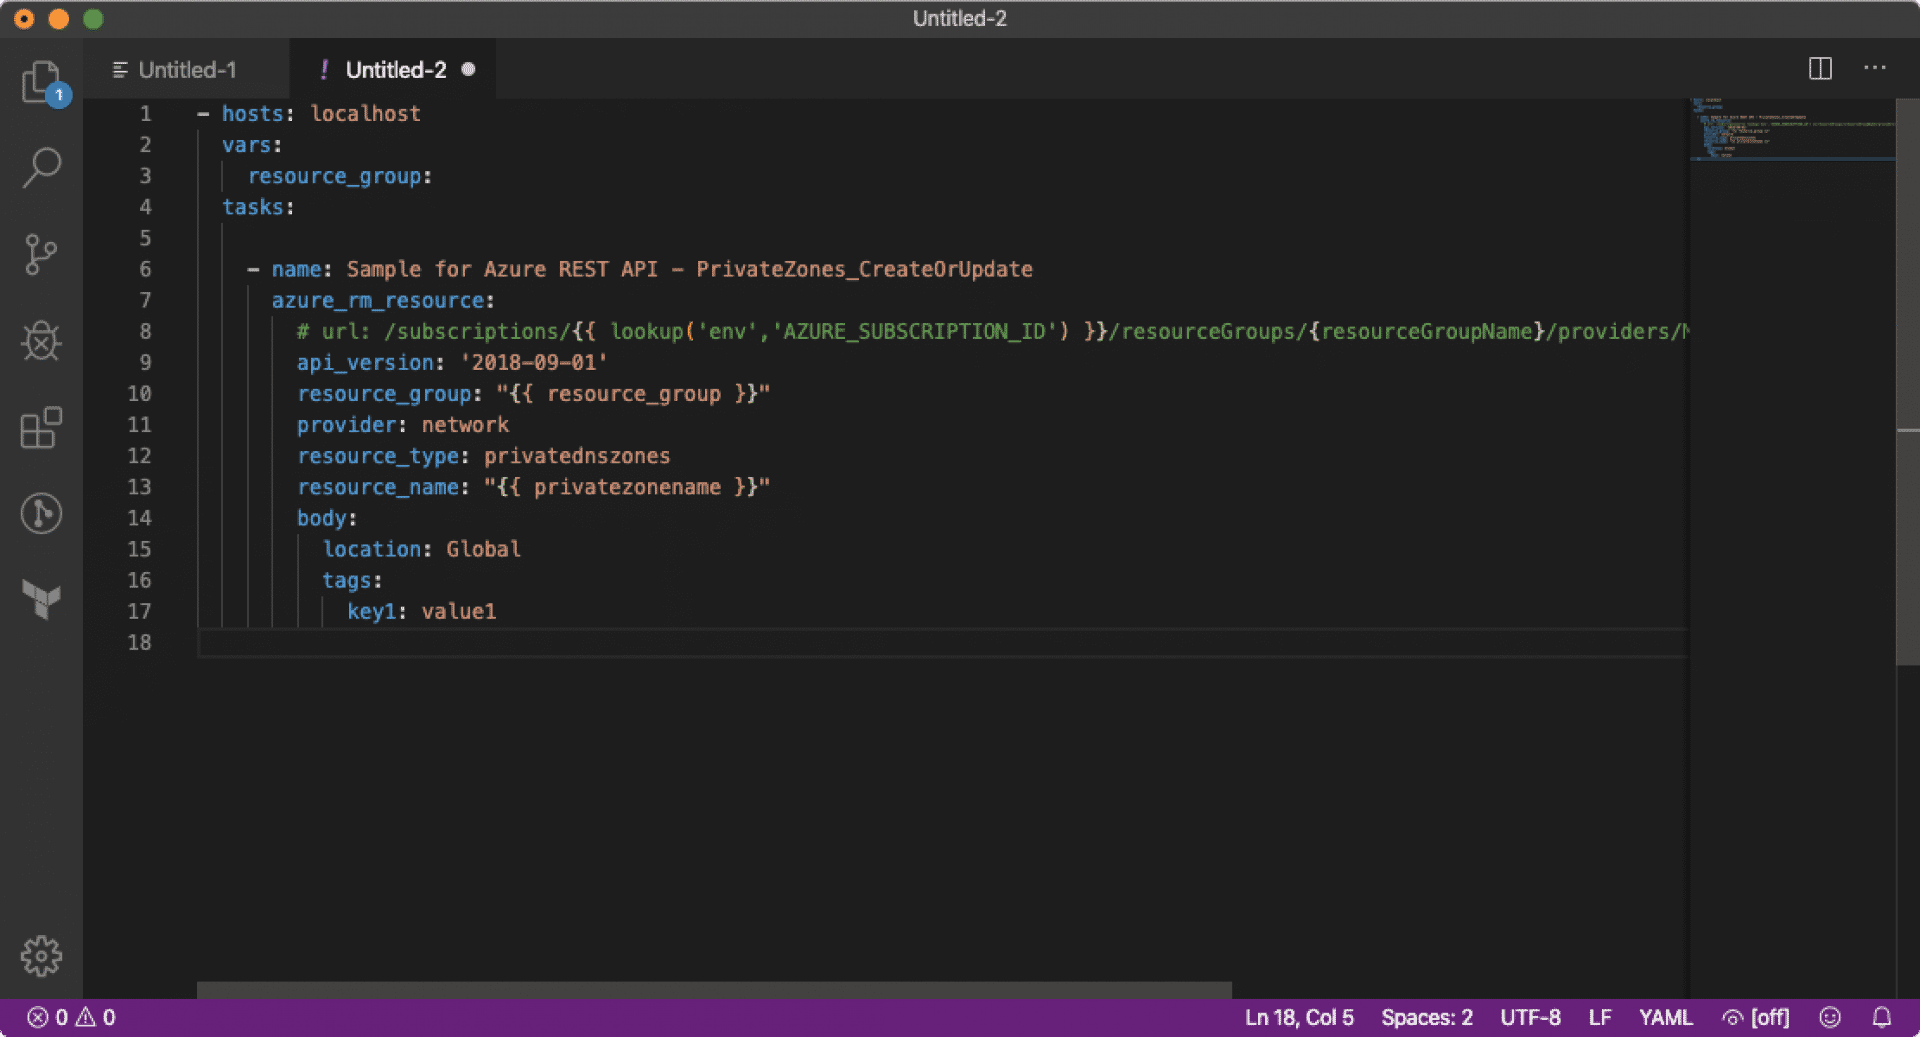 Untitled-2
Untitled-1
! Untitled-2
1
1 - hosts: localhost
2 vars:
3 resource_group:
4 tasks:
5
6 - name: Sample for Azure REST API - PrivateZones_CreateOrUpdate
7 azure_rm_resource:
8 # url: /subscriptions/{{ lookup('env','AZURE_SUBSCRIPTION_ID') }}/resourceGroups/{resourceGroupName}/providers/M
9 api_version: '2018-09-01'
10 resource_group: "{{ resource_group }}"
11 provider: network
12 resource_type: privatednszones
13 resource_name: "{{ privatezonename }}"
14 body:
15 location: Global
16 tags:
17 key1: value1
18
0 0 Ln 18, Col 5 Spaces: 2 UTF-8 LF YAML [off]